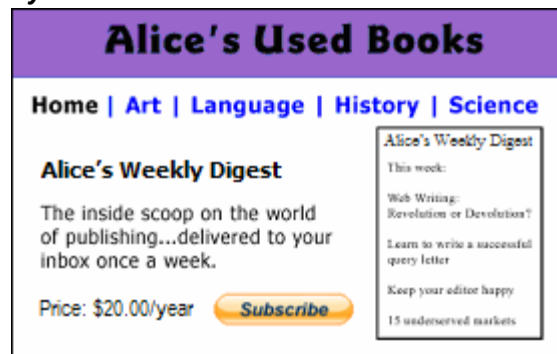 Alice's Used Books
Home | Art | Language | History | Science
Alice's Weekly Digest
The inside scoop on the world
of publishing...delivered to your
inbox once a week.
Price: $20.00/year
Subscribe
Alice's Weekly Digest
This week:
Web Writing:
Revolution or Devolution?
Learn to write a successful
query letter
Keep your editor happy
15 underserved markets